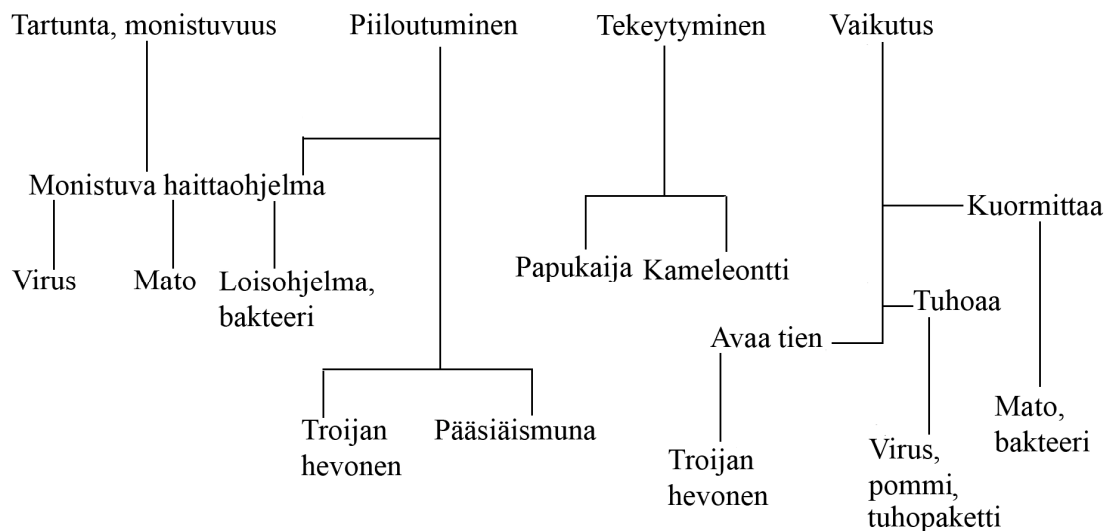 Tartunta, monistuvuus
Piiloutuminen
Tekeytyminen
Vaikutus
Monistuva haittaohjelma
Kuormittaa
Virus
Mato
Loisohjelma,
bakteeri
Papukaija
Kameleontti
Tuhoaa
Avaa tien
Troijan
hevonen
Pääsiäismuna
Troijan
hevonen
Virus,
pommi,
tuhopaketti
Mato,
bakteeri